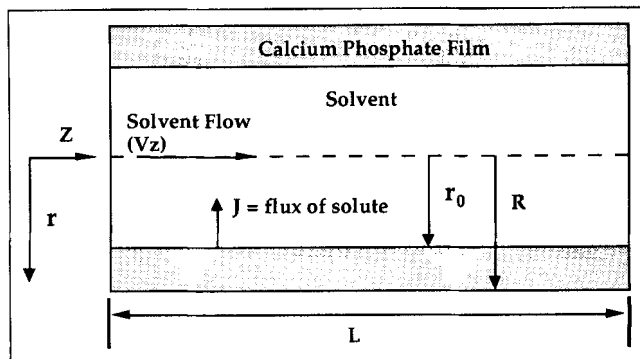 Calcium Phosphate Film
Solvent
Solvent Flow
(Vz)
Z
r
J = flux of solute
r0
R
L